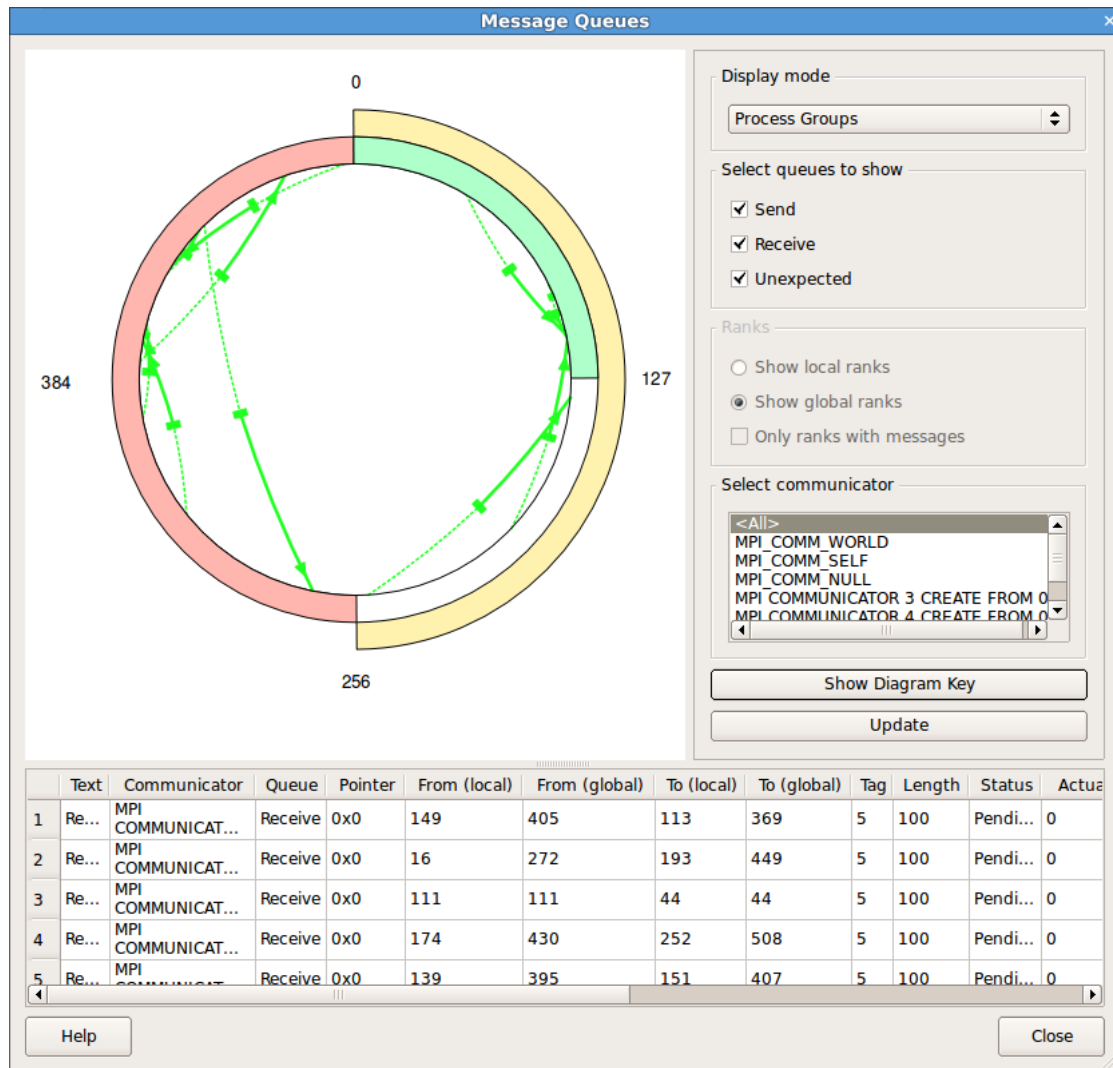 Message Queues
0
127
256
384
Display mode
Process Groups
Select queues to show
Send
Receive
Unexpected
Ranks
Show local ranks
Show global ranks
Only ranks with messages
Select communicator
<All>
MPI_COMM_WORLD
MPI_COMM_SELF
MPI_COMM_NULL
MPI COMMUNICATOR 3 CREATE FROM 0
MPI COMMUNICATOR 4 CREATE FROM 0
Show Diagram Key
Update
Text Communicator Queue Pointer From (local) From (global) To (local) To (global) Tag Length Status Actua
1 Re... MPI COMMUNICAT... Receive 0x0 149 405 113 369 5 100 Pendi... 0
2 Re... MPI COMMUNICAT... Receive 0x0 16 272 193 449 5 100 Pendi... 0
3 Re... MPI COMMUNICAT... Receive 0x0 111 111 44 44 5 100 Pendi... 0
4 Re... MPI COMMUNICAT... Receive 0x0 174 430 252 508 5 100 Pendi... 0
5 Re... MPI COMMUNICAT... Receive 0x0 139 395 151 407 5 100 Pendi... 0
Help
Close